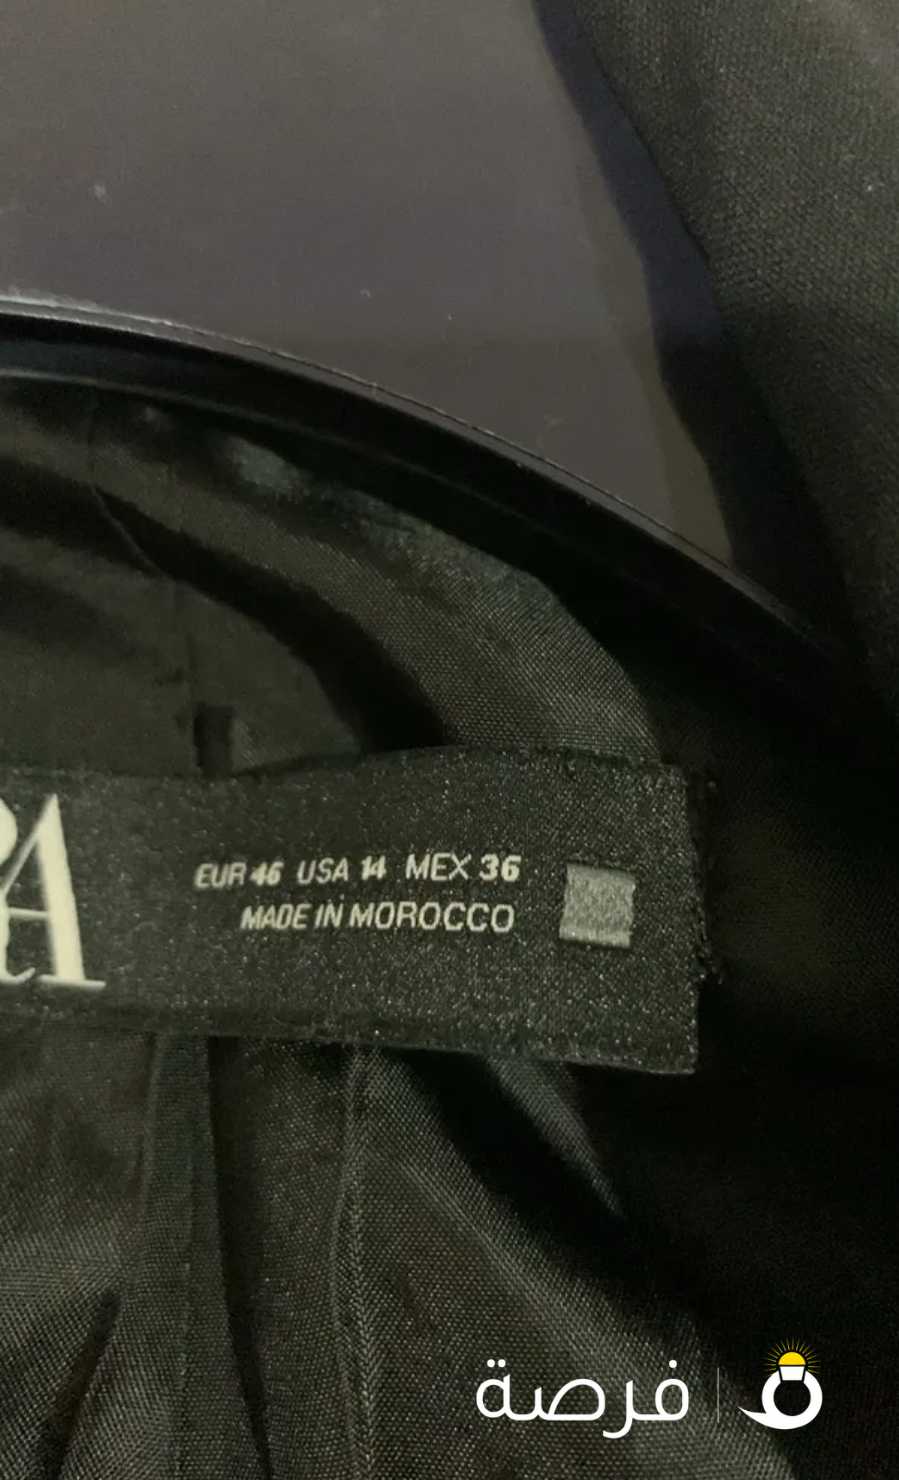 RA
EUR 46 USA 14 MEX 36
MADE IN MOROCCO
فرصة